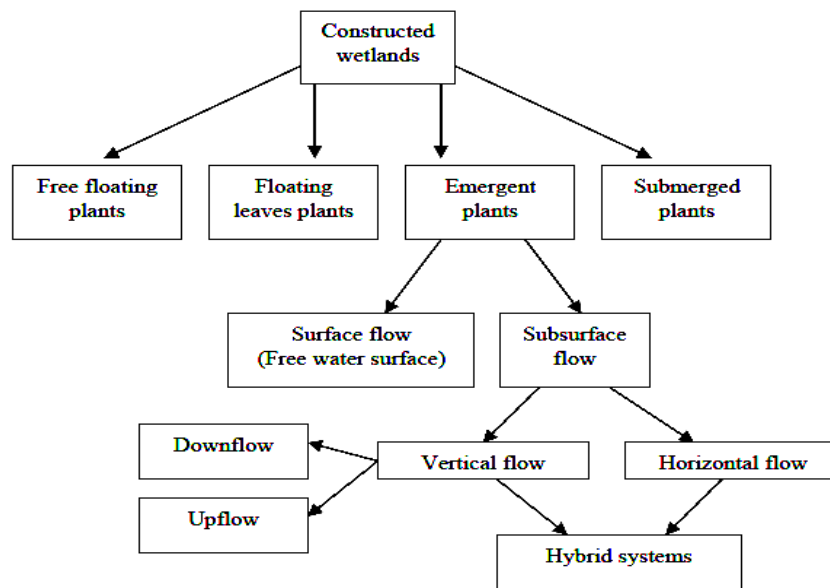 Constructed
wetlands
Free floating
plants
Floating
leaves plants
Emergent
plants
Submerged
plants
Surface flow
(Free water surface)
Subsurface
flow
Downflow
Vertical flow
Horizontal flow
Upflow
Hybrid systems